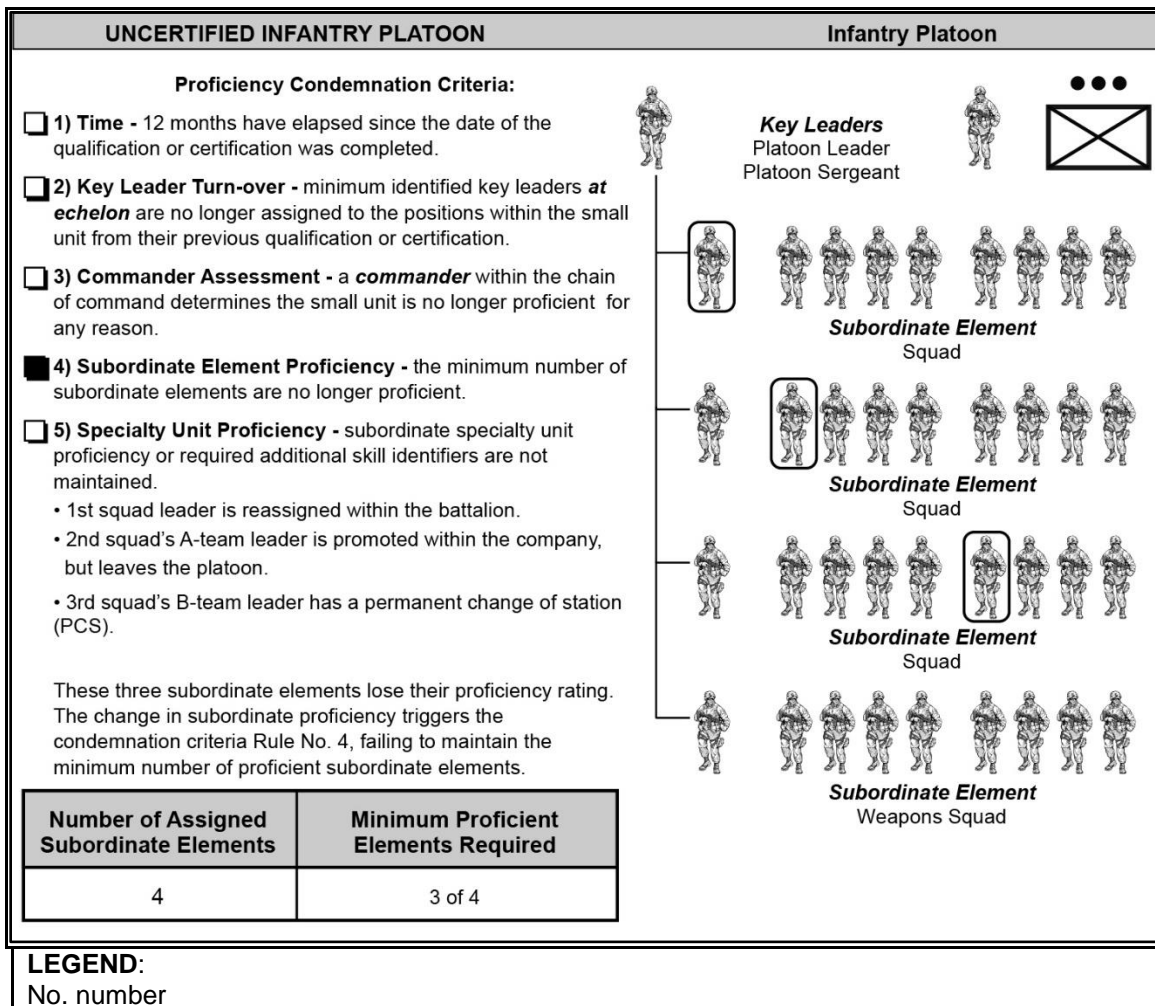 UNCERTIFIED INFANTRY PLATOON
Infantry Platoon
Proficiency Condemnation Criteria:
1) Time - 12 months have elapsed since the date of the
qualification or certification was completed.
2) Key Leader Turn-over - minimum identified key leaders at
echelon are no longer assigned to the positions within the small
unit from their previous qualification or certification.
3) Commander Assessment - a commander within the chain
of command determines the small unit is no longer proficient for
any reason.
4) Subordinate Element Proficiency - the minimum number of
subordinate elements are no longer proficient.
5) Specialty Unit Proficiency - subordinate specialty unit
proficiency or required additional skill identifiers are not
maintained.
• 1st squad leader is reassigned within the battalion.
• 2nd squad's A-team leader is promoted within the company,
but leaves the platoon.
• 3rd squad's B-team leader has a permanent change of station
(PCS).
These three subordinate elements lose their proficiency rating.
The change in subordinate proficiency triggers the
condemnation criteria Rule No. 4, failing to maintain the
minimum number of proficient subordinate elements.
Number of Assigned
Subordinate Elements
Minimum Proficient
Elements Required
4
3 of 4
Key Leaders
Platoon Leader
Platoon Sergeant
Subordinate Element
Squad
Subordinate Element
Squad
Subordinate Element
Squad
Subordinate Element
Weapons Squad
LEGEND:
No. number